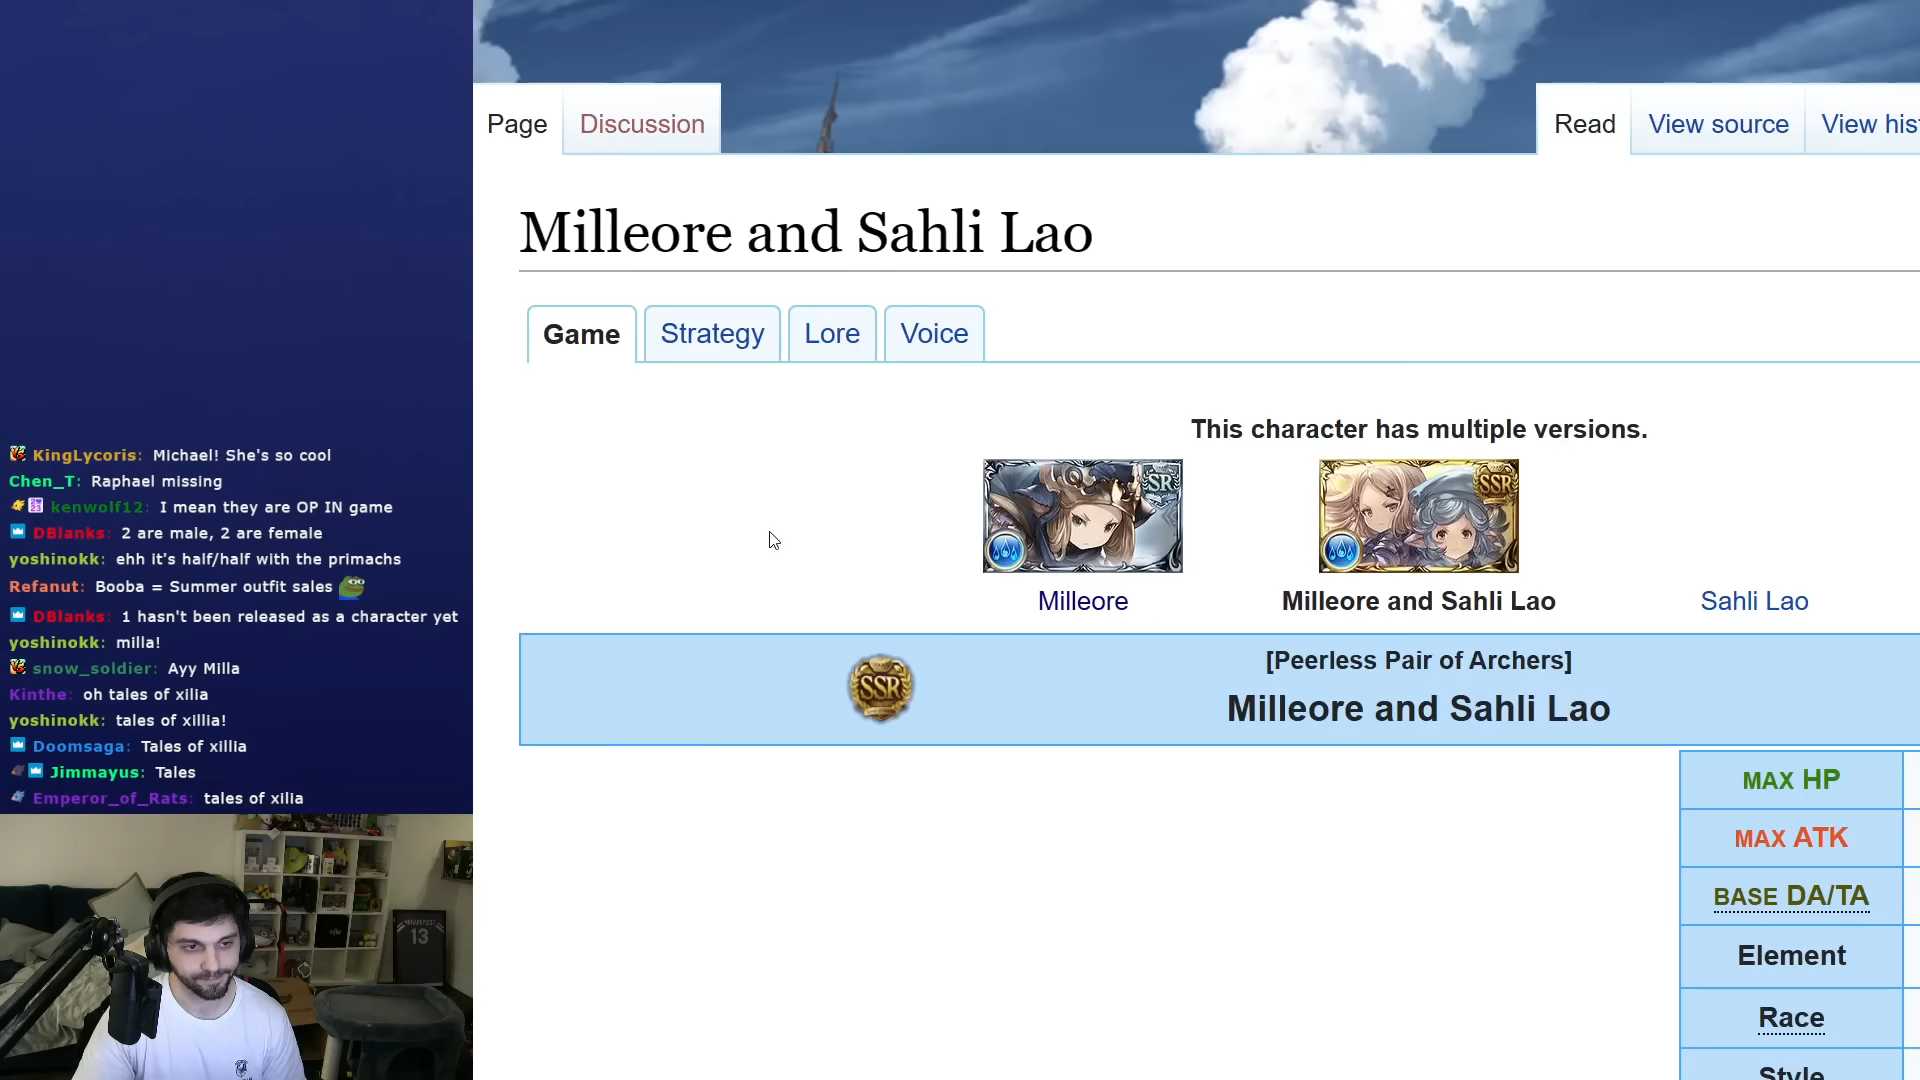 Page
Discussion
Read
View source
View his
Milleore and Sahli Lao
Game
Strategy
Lore
Voice
This character has multiple versions.
SR
SSR
Milleore
Milleore and Sahli Lao
Sahli Lao
SSR
[Peerless Pair of Archers]
Milleore and Sahli Lao
MAX HP
MAX ATK
BASE DA/TA
Element
Race
Style
KingLycoris: Michael! She's so cool
Chen_T: Raphael missing
kenwolf12: I mean they are OP IN game
DBlanks: 2 are male, 2 are female
yoshinokk: ehh it's half/half with the primachs
Refanut: Booba = Summer outfit sales
DBlanks: 1 hasn't been released as a character yet
yoshinokk: milla!
snow_soldier: Ayy Milla
Kinthe: oh tales of xilia
yoshinokk: tales of xillia!
Doomsaga: Tales of xillia
Jimmayus: Tales
Emperor_of_Rats: tales of xilia
13